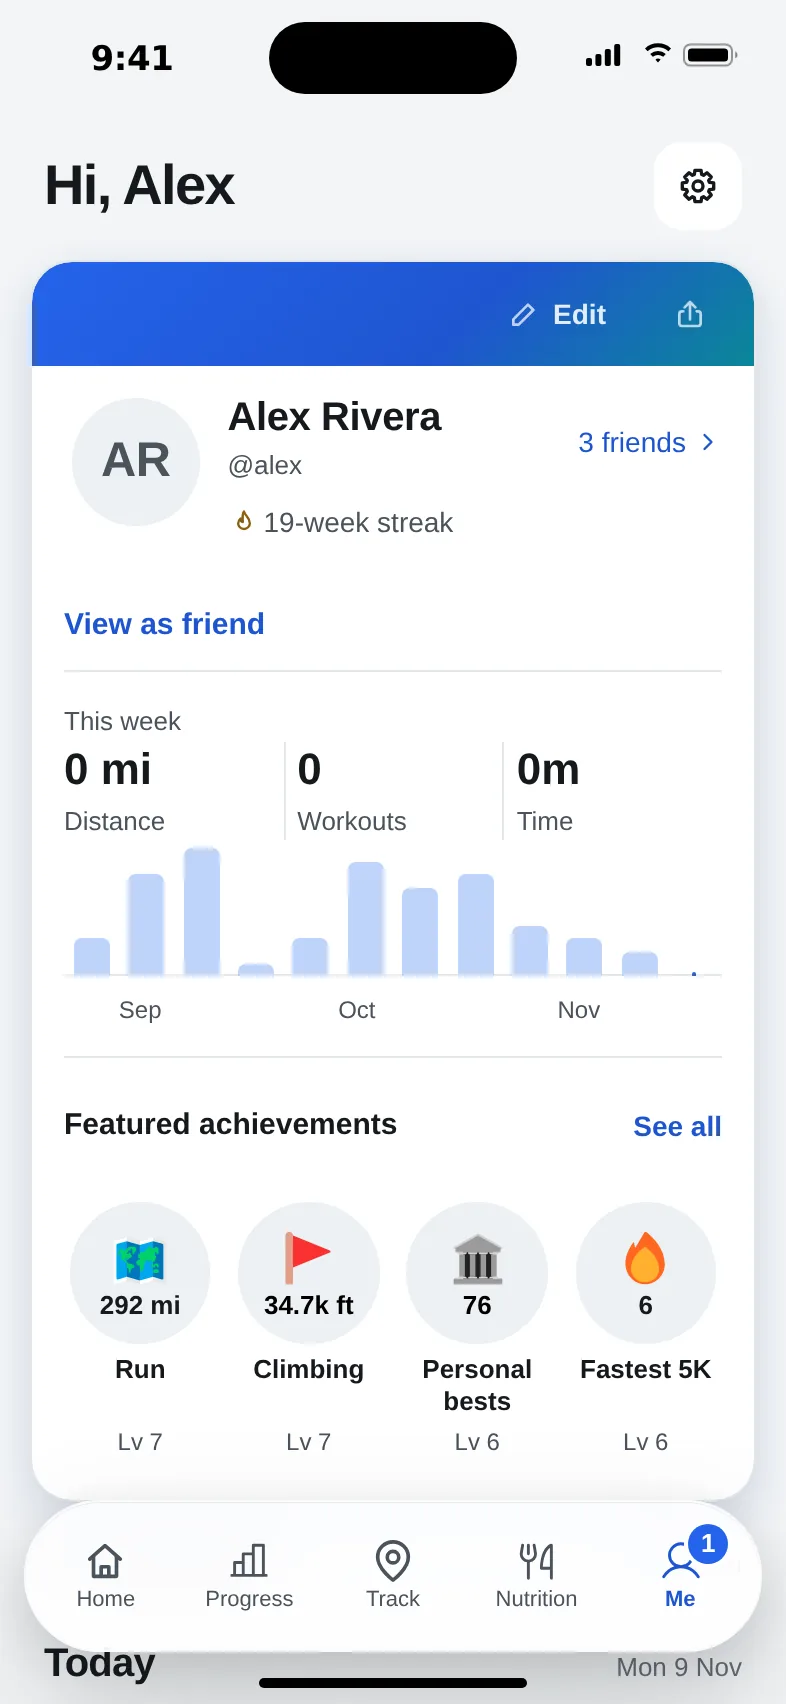 9:41
Hi, Alex
Edit
AR
Alex Rivera
@alex
3 friends
19-week streak
View as friend
This week
0 mi
0
0m
Distance
Workouts
Time
Sep
Oct
Nov
Featured achievements
See all
292 mi
34.7k ft
76
6
Run
Climbing
Personal
bests
Fastest 5K
Lv 7
Lv 7
Lv 6
Lv 6
1
Home
Progress
Track
Nutrition
Me
Today
Mon 9 Nov